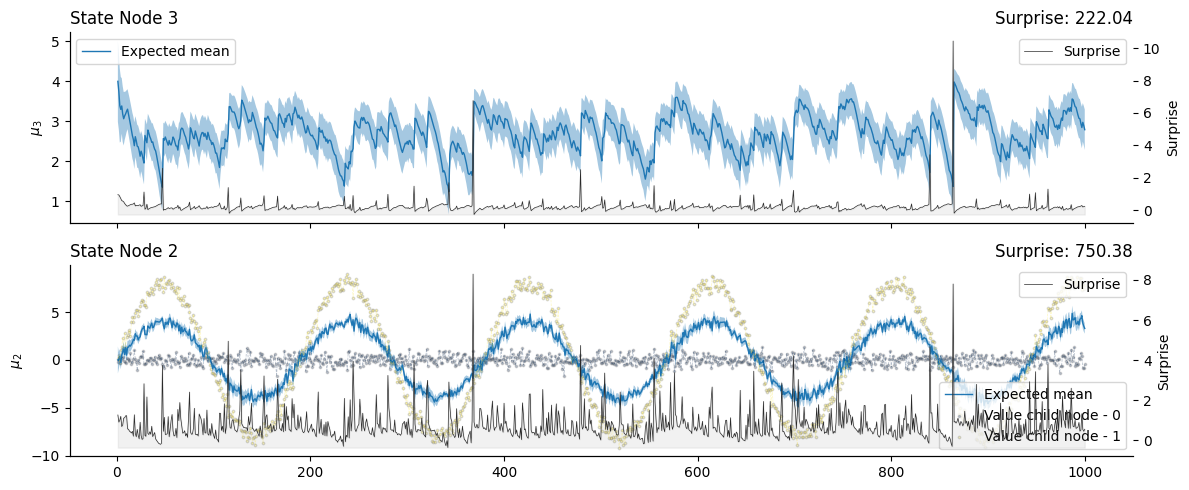 State Node 3
Surprise: 222.04
Expected mean
Surprise
5
4
3
2
1
μ3
10
8
6
4
2
0
Surprise
State Node 2
Surprise: 750.38
Surprise
5
0
−5
−10
μ2
8
6
4
2
0
Surprise
Expected mean
Value child node - 0
Value child node - 1
0
200
400
600
800
1000